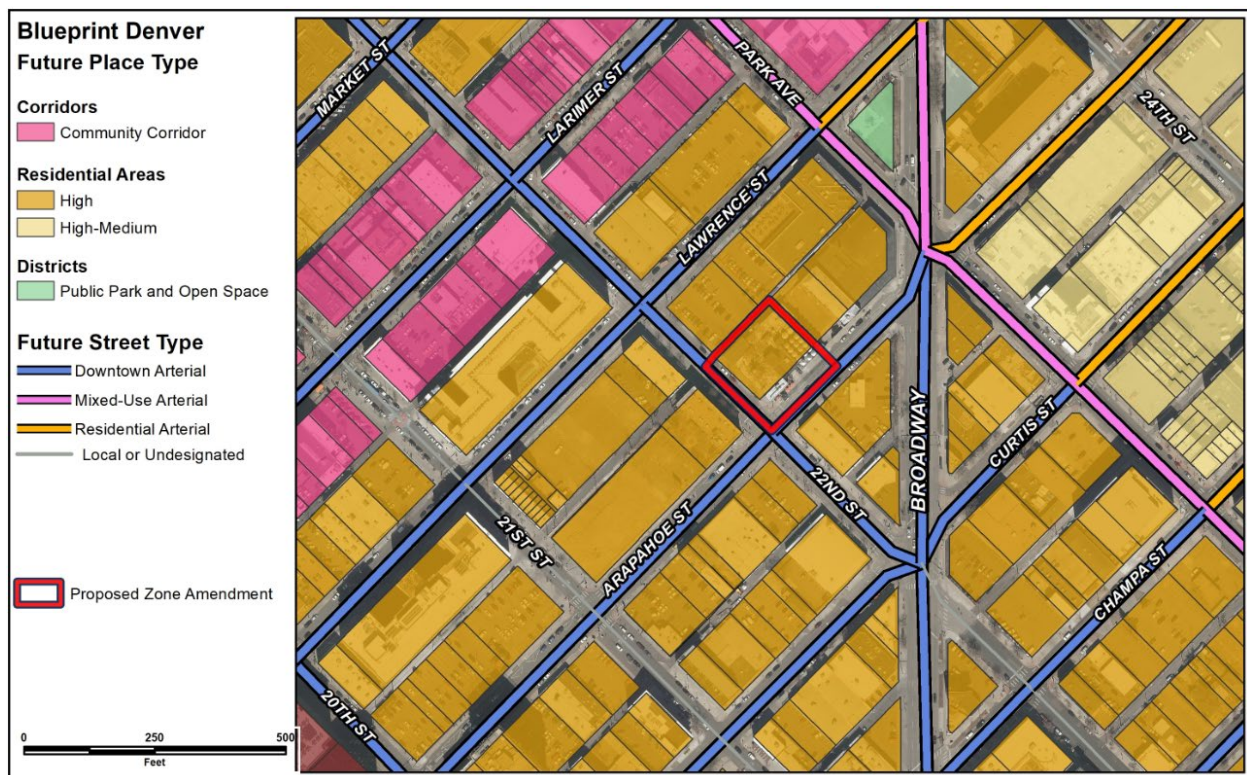 Blueprint Denver
Future Place Type
Corridors
Community Corridor
Residential Areas
High
High-Medium
Districts
Public Park and Open Space
Future Street Type
Downtown Arterial
Mixed-Use Arterial
Residential Arterial
Local or Undesignated
Proposed Zone Amendment
0 250 500
Feet
MARKET ST
LARIMER ST
PARK AVE
24TH ST
LAWRENCE ST
BROADWAY
CURTIS ST
22ND ST
21ST ST
ARAPAHOE ST
CHAMPA ST
20TH ST